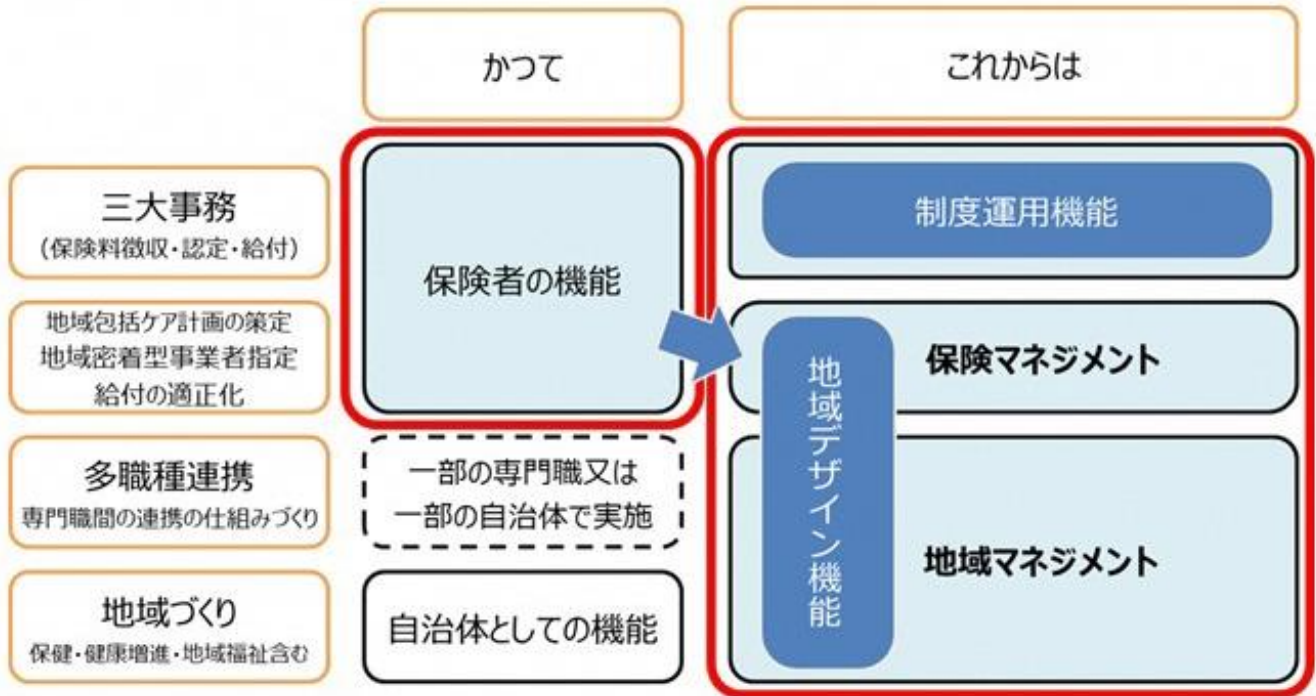 かつて
これからは
三大事務
(保険料徴収・認定・給付)
保険者の機能
制度運用機能
地域包括ケア計画の策定
地域密着型事業者指定
給付の適正化
保険マネジメント
地域デザイン機能
多職種連携
専門職間の連携の仕組みづくり
一部の専門職又は
一部の自治体で実施
地域マネジメント
地域づくり
保健・健康増進・地域福祉含む
自治体としての機能